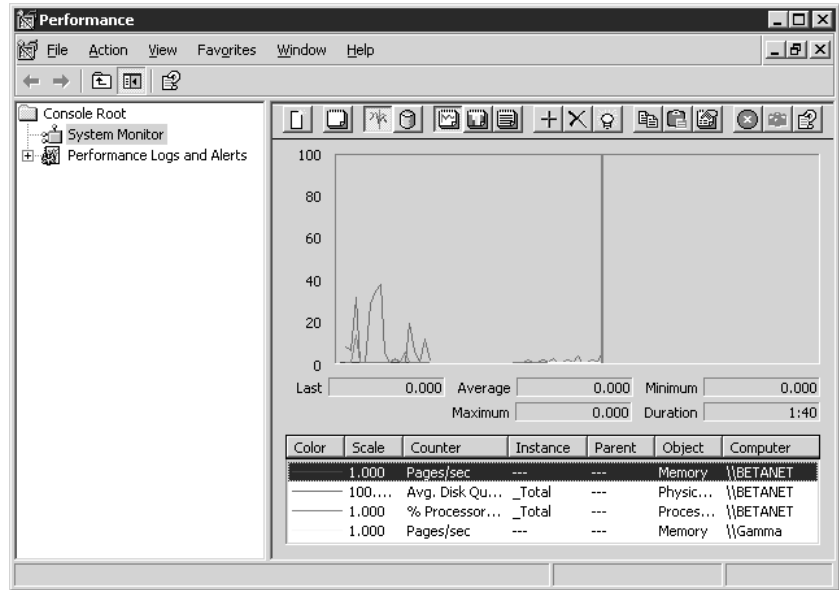 Performance
File Action View Favorites Window Help
Console Root
System Monitor
Performance Logs and Alerts
100
80
60
40
20
0
Last 0.000 Average 0.000 Minimum 0.000
Maximum 0.000 Duration 1:40
Color Scale Counter Instance Parent Object Computer
1.000 Pages/sec --- --- Memory \\BETANET
100.... Avg. Disk Qu... _Total --- Physic... \\BETANET
1.000 % Processor... _Total --- Proces... \\BETANET
1.000 Pages/sec --- --- Memory \\Gamma